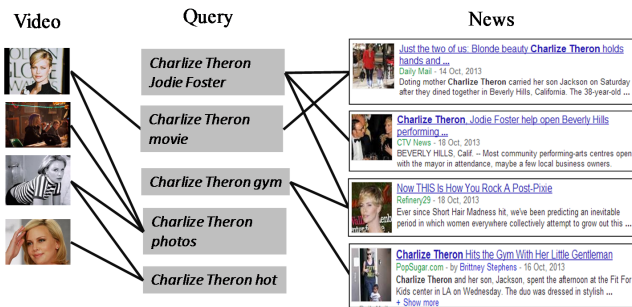 Video
Query
News
Charlize Theron
Jodie Foster
Charlize Theron
movie
Charlize Theron gym
Charlize Theron
photos
Charlize Theron hot
Just the two of us: Blonde beauty Charlize Theron holds
hands and ...
Daily Mail - 14 Oct, 2013
Doting mother Charlize Theron carried her son Jackson on Saturday
after they dined together in Beverly Hills, California. The 38-year-old ...
Charlize Theron, Jodie Foster help open Beverly Hills
performing ...
CTV News - 18 Oct, 2013
BEVERLY HILLS, Calif. -- Most community performing-arts centres open
with the mayor in attendance, maybe a few local business owners.
Now THIS Is How You Rock A Post-Pixie
Refinery29 - 18 Oct, 2013
Ever since Short Hair Madness hit, we've been predicting an inevitable
period in which women everywhere collectively attempt to grow out this ...
Charlize Theron Hits the Gym With Her Little Gentleman
PopSugar.com - by Brittney Stephens - 16 Oct, 2013
Charlize Theron and her son, Jackson, spent the afternoon at the Fit For
Kids center in LA on Wednesday. The duo was dressed in stylish ...
+ Show more